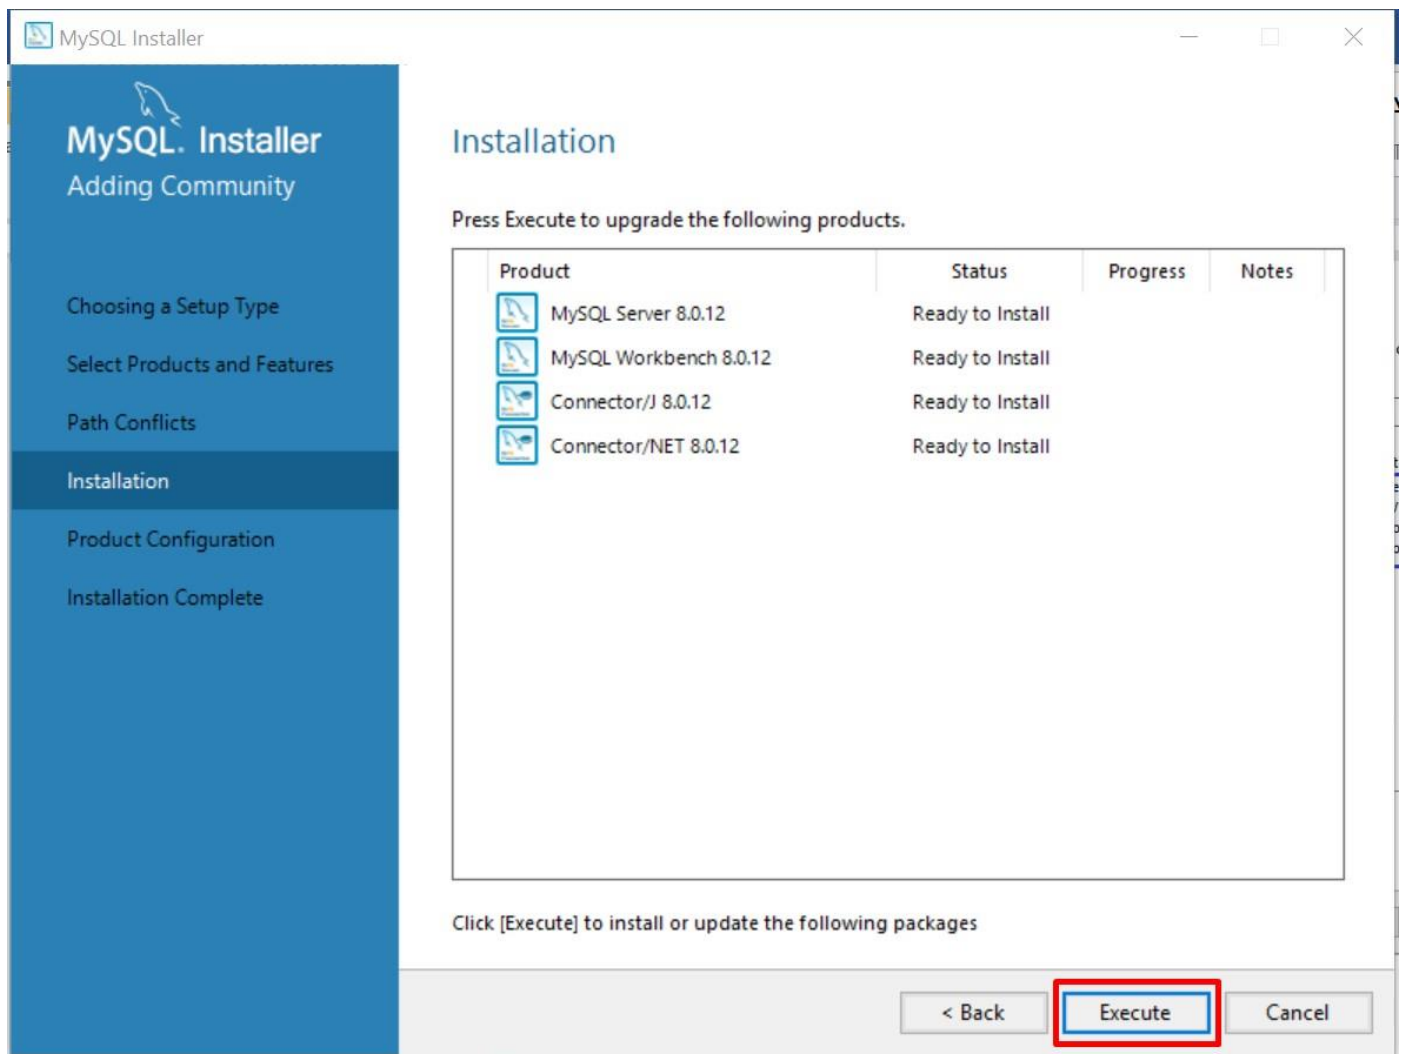 MySQL Installer
MySQL. Installer
Adding Community
Choosing a Setup Type
Select Products and Features
Path Conflicts
Installation
Product Configuration
Installation Complete
Installation
Press Execute to upgrade the following products.
Product Status Progress Notes
MySQL Server 8.0.12 Ready to Install
MySQL Workbench 8.0.12 Ready to Install
Connector/J 8.0.12 Ready to Install
Connector/NET 8.0.12 Ready to Install
Click [Execute] to install or update the following packages
< Back Execute Cancel